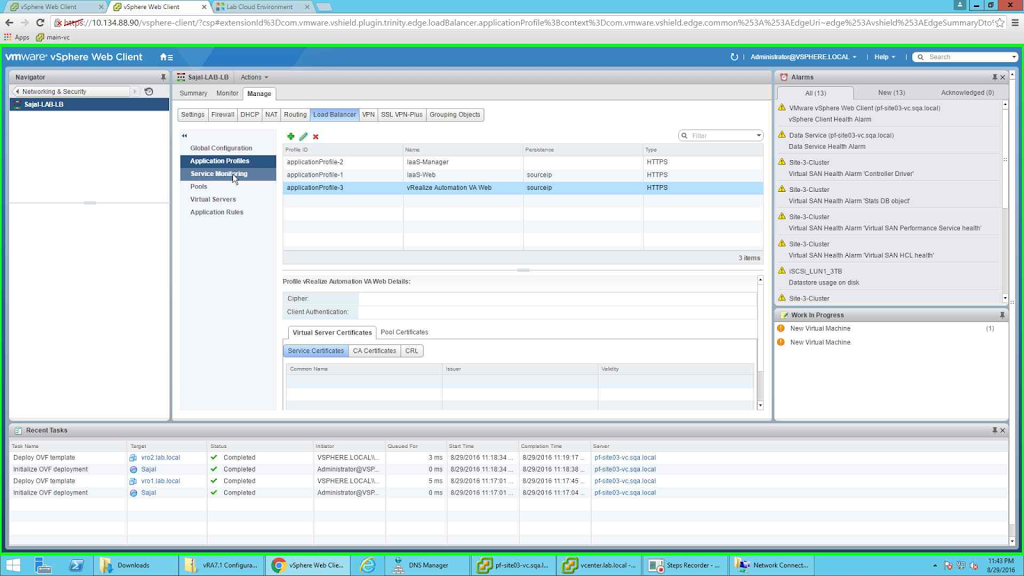 vSphere Web Client
vSphere Web Client
Lab Cloud Environment
https://10.134.88.90/vsphere-client/?csp#extensionId%3Dcom.vmware.vshield.plugin.trinity.edge.loadBalancer.applicationProfile%3Bcontext%3Dcom.vmware.vshield.edge.common%253A%253AEdgeUri~edge%253Avshield%253AEdgeSummaryDto
Apps
main-vc
vmware® vSphere Web Client
Administrator@VSPHERE.LOCAL
Help
Search
Navigator
Networking & Security
Sajal-LAB-LB
Sajal-LAB-LB
Actions
Summary
Monitor
Manage
Settings
Firewall
DHCP
NAT
Routing
Load Balancer
VPN
SSL VPN-Plus
Grouping Objects
Global Configuration
Application Profiles
Service Monitoring
Pools
Virtual Servers
Application Rules
Filter
Profile ID Name Persistence Type
applicationProfile-2 IaaS-Manager HTTPS
applicationProfile-1 IaaS-Web sourceip HTTPS
applicationProfile-3 vRealize Automation VA Web sourceip HTTPS
3 items
Profile vRealize Automation VA Web Details:
Cipher:
Client Authentication:
Virtual Server Certificates Pool Certificates
Service Certificates CA Certificates CRL
Common Name Issuer Validity
Alarms
All (13) New (13) Acknowledged (0)
VMware vSphere Web Client (pf-site03-vc.sqa.local)
vSphere Client Health Alarm
Data Service (pf-site03-vc.sqa.local)
Data Service Health Alarm
Site-3-Cluster
Virtual SAN Health Alarm 'Controller Driver'
Site-3-Cluster
Virtual SAN Health Alarm 'Stats DB object'
Site-3-Cluster
Virtual SAN Health Alarm 'Virtual SAN Performance Service health'
Site-3-Cluster
Virtual SAN Health Alarm 'Virtual SAN HCL health'
iSCSI_LUN1_3TB
Datastore usage on disk
Site-3-Cluster
Work In Progress
New Virtual Machine (1)
New Virtual Machine
Recent Tasks
Task Name Target Status Initiator Queued For Start Time Completion Time Server
Deploy OVF template vro2.lab.local Completed VSPHERE.LOCAL\\... 3 ms 8/29/2016 11:18:34 ... 8/29/2016 11:19:17 ... pf-site03-vc.sqa.local
Initialize OVF deployment Sajal Completed Administrator@VSP... 0 ms 8/29/2016 11:18:34 ... 8/29/2016 11:18:38 ... pf-site03-vc.sqa.local
Deploy OVF template vro1.lab.local Completed VSPHERE.LOCAL\\... 5 ms 8/29/2016 11:17:01 ... 8/29/2016 11:17:45 ... pf-site03-vc.sqa.local
Initialize OVF deployment Sajal Completed Administrator@VSP... 0 ms 8/29/2016 11:17:01 ... 8/29/2016 11:17:04 ... pf-site03-vc.sqa.local
Downloads
vRA7.1 Configura...
vSphere Web Clie...
DNS Manager
pf-site03-vc.sqa.l...
vcenter.lab.local - ...
Steps Recorder - ...
Network Connect...
11:43 PM
8/29/2016